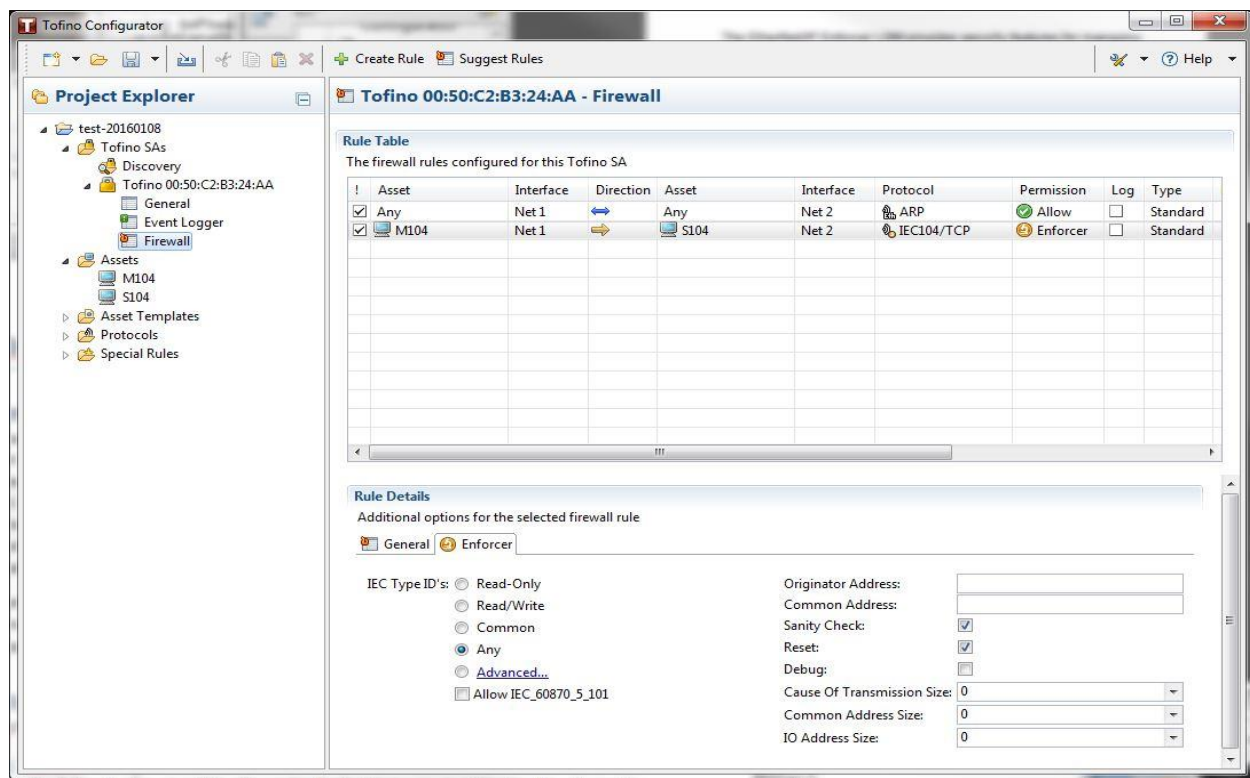 Tofino Configurator
Create Rule Suggest Rules Help
Project Explorer
test-20160108
Tofino SAs
Discovery
Tofino 00:50:C2:B3:24:AA
General
Event Logger
Firewall
Assets
M104
S104
Asset Templates
Protocols
Special Rules
Tofino 00:50:C2:B3:24:AA - Firewall
Rule Table
The firewall rules configured for this Tofino SA
! Asset Interface Direction Asset Interface Protocol Permission Log Type
Any Net 1 Any Net 2 ARP Allow Standard
M104 Net 1 S104 Net 2 IEC104/TCP Enforcer Standard
Rule Details
Additional options for the selected firewall rule
General Enforcer
IEC Type ID's: Read-Only
Read/Write
Common
Any
Advanced...
Allow IEC_60870_5_101
Originator Address:
Common Address:
Sanity Check:
Reset:
Debug:
Cause Of Transmission Size: 0
Common Address Size: 0
IO Address Size: 0